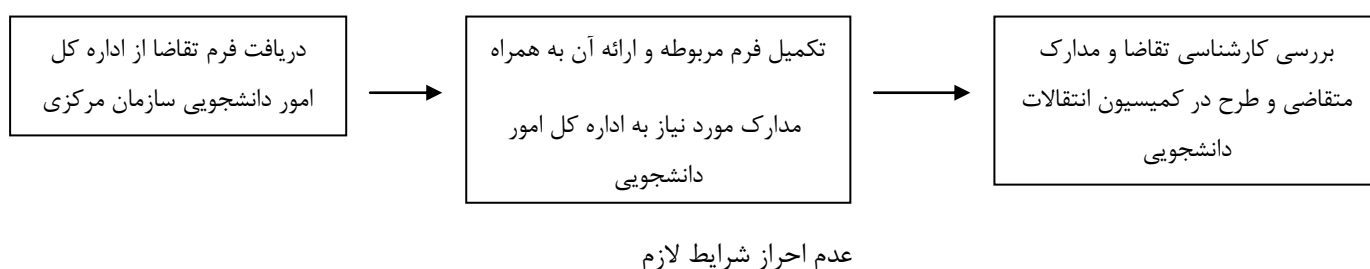 دریافت فرم تقاضا از اداره کل
امور دانشجویی سازمان مرکزی
تکمیل فرم مربوطه و ارائه آن به همراه
مدارک مورد نیاز به اداره کل امور
دانشجویی
بررسی کارشناسی تقاضا و مدارک
متقاضی و طرح در کمیسیون انتقالات
دانشجویی
عدم احراز شرایط لازم